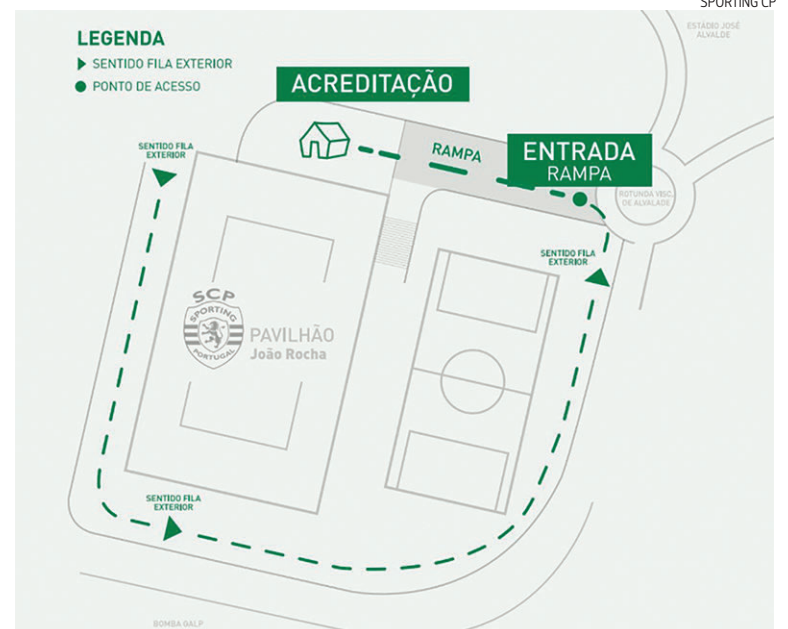 SPORTING CP
ESTÁDIO JOSÉ
ALVALDE
LEGENDA
SENTIDO FILA EXTERIOR
PONTO DE ACESSO
ACREDITAÇÃO
SENTIDO FILA
EXTERIOR
RAMPA
ENTRADA
RAMPA
ROTUNDA VISC.
DE ALVALADE
SENTIDO FILA
EXTERIOR
SCP
SPORTING
PORTUGAL
PAVILHÃO
João Rocha
SENTIDO FILA
EXTERIOR
BOMBA GALP